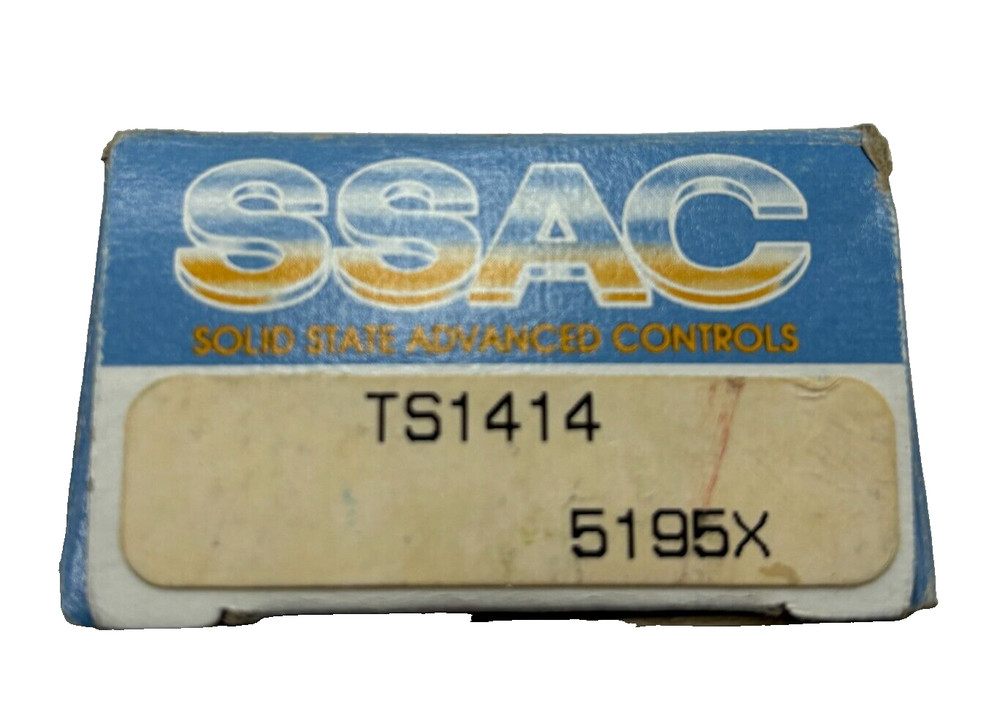 SSAC
SOLID STATE ADVANCED CONTROLS
TS1414
5195X